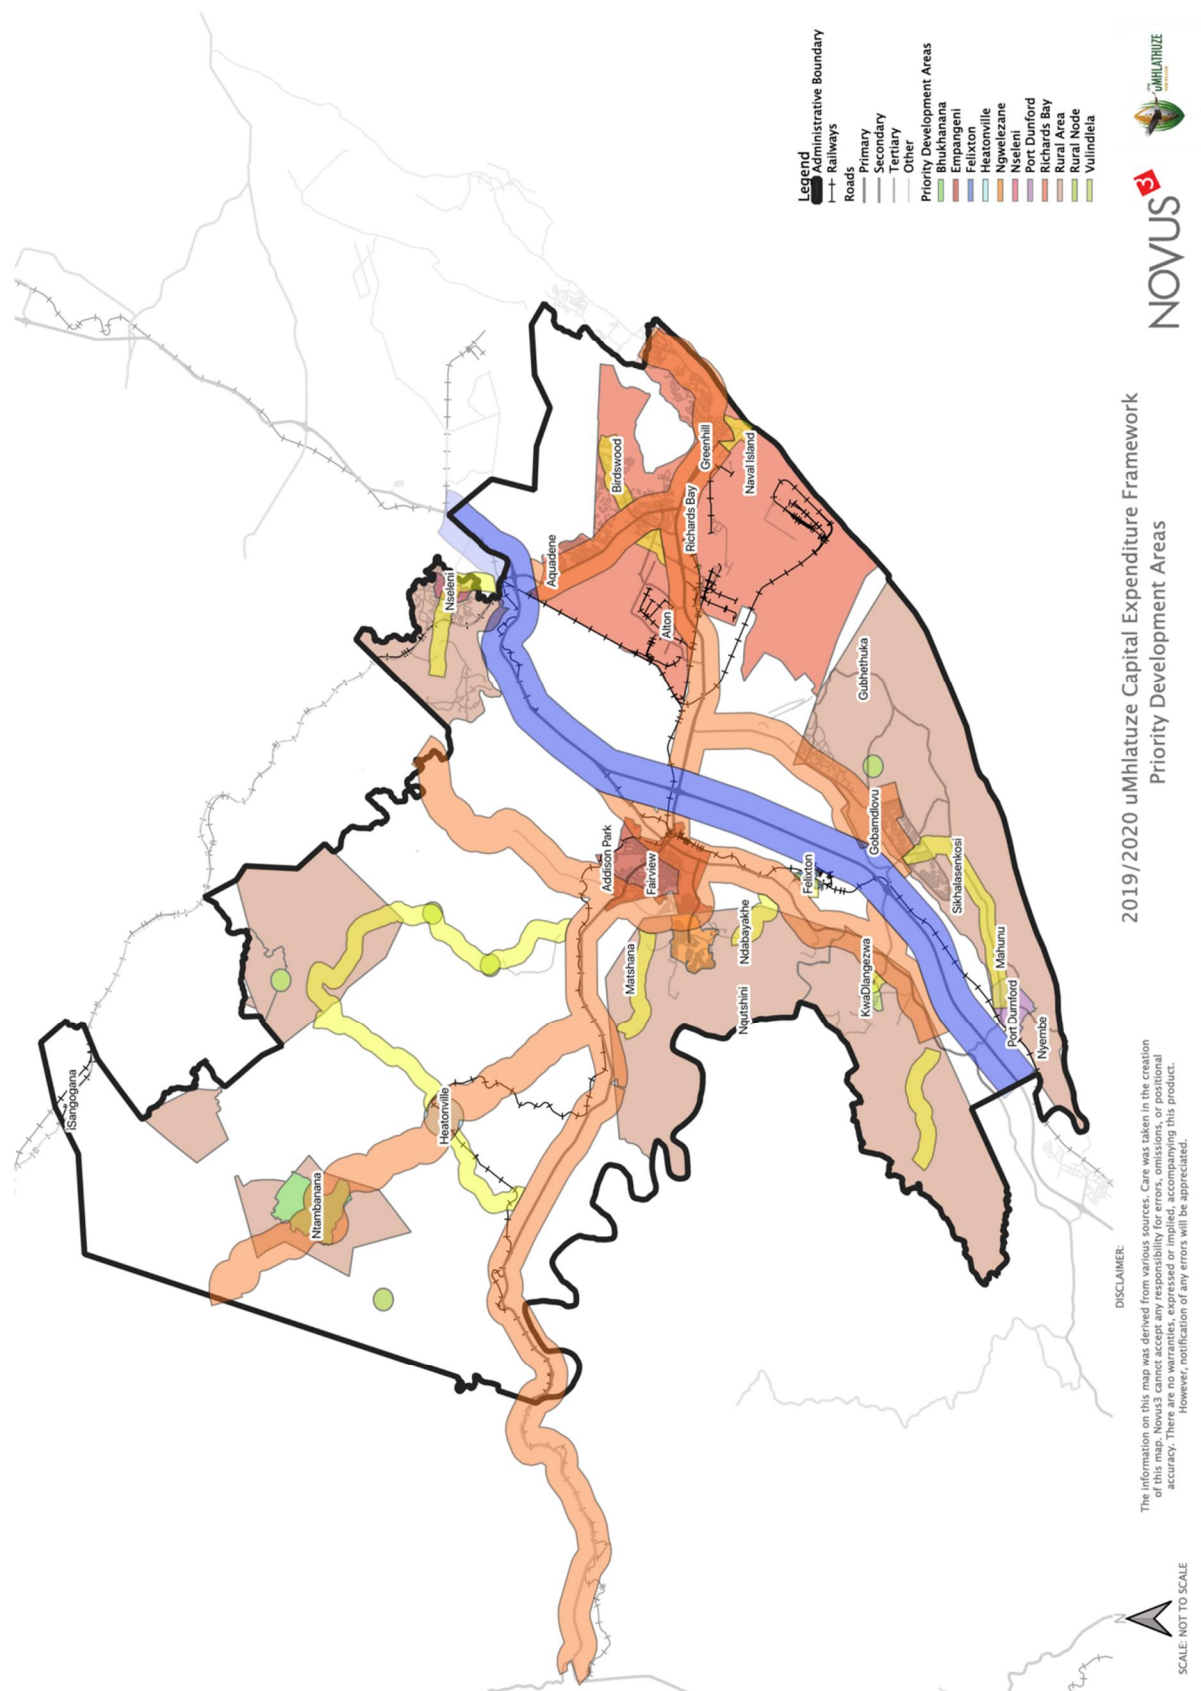 2019/2020 uMhlatuze Capital Expenditure Framework
Priority Development Areas
Legend
Administrative Boundary
Railways
Roads
Primary
Secondary
Tertiary
Other
Priority Development Areas
Bhukhanana
Empangeni
Felixton
Heatonville
Ngwelezane
Nseleni
Port Dunford
Richards Bay
Rural Area
Rural Node
Vulindlela
uMHLATHUZE
NOVUS3
iSangogana
Ntambanana
Heatonville
Nseleni
Aquadene
Birdswood
Richards Bay
Greenhill
Naval Island
Alton
Addison Park
Fairview
Matshana
Ndabayakhe
Nqutshini
Felixton
KwaDlangezwa
Gubhethuka
Gobamdlovu
Sikhalasenkosi
Mahunu
Port Durnford
Nyembe
DISCLAIMER:
The information on this map was derived from various sources. Care was taken in the creation
of this map. Novus3 cannot accept any responsibility for errors, omissions, or positional
accuracy. There are no warranties, expressed or implied, accompanying this product.
However, notification of any errors will be appreciated.
N
SCALE: NOT TO SCALE